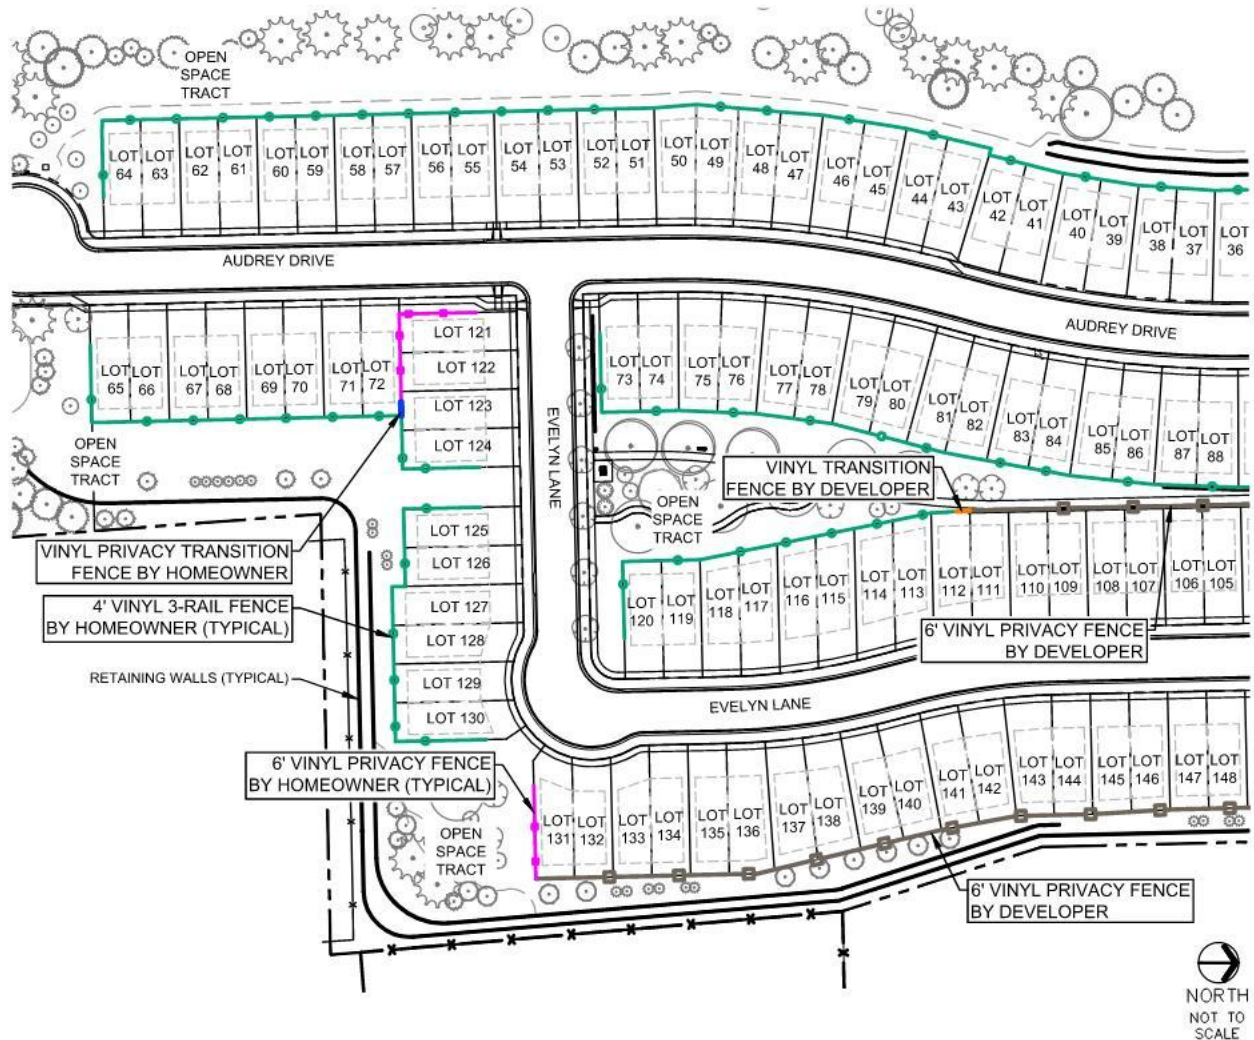 OPEN
SPACE
TRACT
LOT
64
LOT
63
LOT
62
LOT
61
LOT
60
LOT
59
LOT
58
LOT
57
LOT
56
LOT
55
LOT
54
LOT
53
LOT
52
LOT
51
LOT
50
LOT
49
LOT
48
LOT
47
LOT
46
LOT
45
LOT
44
LOT
43
LOT
42
LOT
41
LOT
40
LOT
39
LOT
38
LOT
37
LOT
36
AUDREY DRIVE
AUDREY DRIVE
LOT
65
LOT
66
LOT
67
LOT
68
LOT
69
LOT
70
LOT
71
LOT
72
LOT 121
LOT 122
LOT 123
LOT 124
EVELYN LANE
LOT
73
LOT
74
LOT
75
LOT
76
LOT
77
LOT
78
LOT
79
LOT
80
LOT
81
LOT
82
LOT
83
LOT
84
LOT
85
LOT
86
LOT
87
LOT
88
OPEN
SPACE
TRACT
VINYL TRANSITION
FENCE BY DEVELOPER
OPEN
SPACE
TRACT
VINYL PRIVACY TRANSITION
FENCE BY HOMEOWNER
LOT 125
LOT 126
LOT 127
LOT 128
LOT 129
LOT 130
4' VINYL 3-RAIL FENCE
BY HOMEOWNER (TYPICAL)
RETAINING WALLS (TYPICAL)
LOT
120
LOT
119
LOT
118
LOT
117
LOT
116
LOT
115
LOT
114
LOT
113
LOT
112
LOT
111
LOT
110
LOT
109
LOT
108
LOT
107
LOT
106
LOT
105
6' VINYL PRIVACY FENCE
BY DEVELOPER
EVELYN LANE
6' VINYL PRIVACY FENCE
BY HOMEOWNER (TYPICAL)
OPEN
SPACE
TRACT
LOT
131
LOT
132
LOT
133
LOT
134
LOT
135
LOT
136
LOT
137
LOT
138
LOT
139
LOT
140
LOT
141
LOT
142
LOT
143
LOT
144
LOT
145
LOT
146
LOT
147
LOT
148
6' VINYL PRIVACY FENCE
BY DEVELOPER
NORTH
NOT TO
SCALE